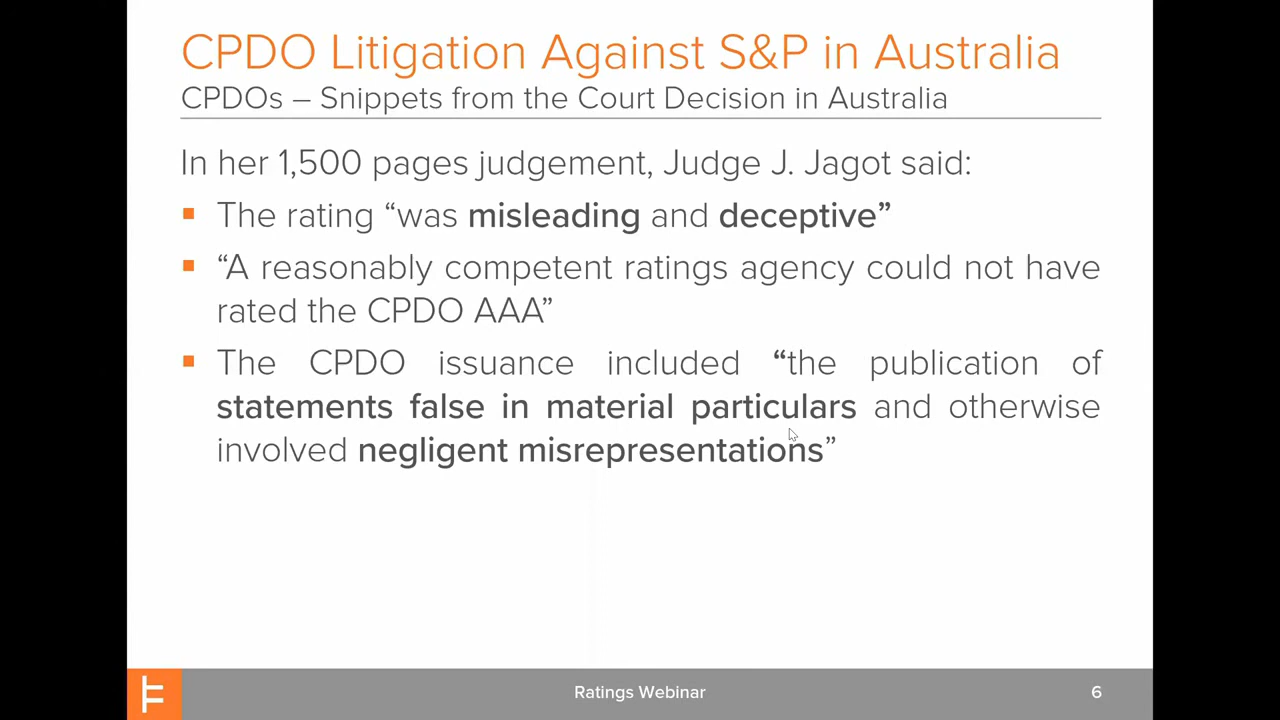 CPDO Litigation Against S&P in Australia
CPDOs – Snippets from the Court Decision in Australia
In her 1,500 pages judgement, Judge J. Jagot said:
The rating “was misleading and deceptive”
“A reasonably competent ratings agency could not have
rated the CPDO AAA”
The CPDO issuance included “the publication of
statements false in material particulars and otherwise
involved negligent misrepresentations”
Ratings Webinar
6